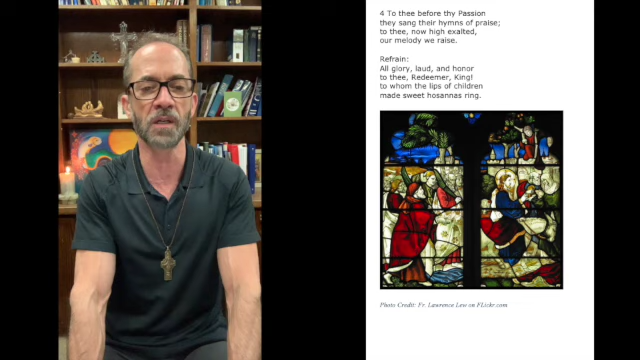 4 To thee before thy Passion
they sang their hymns of praise;
to thee, now high exalted,
our melody we raise.
Refrain:
All glory, laud, and honor
to thee, Redeemer, King!
to whom the lips of children
made sweet hosannas ring.
Photo Credit: Fr. Lawrence Lew on FLickr.com